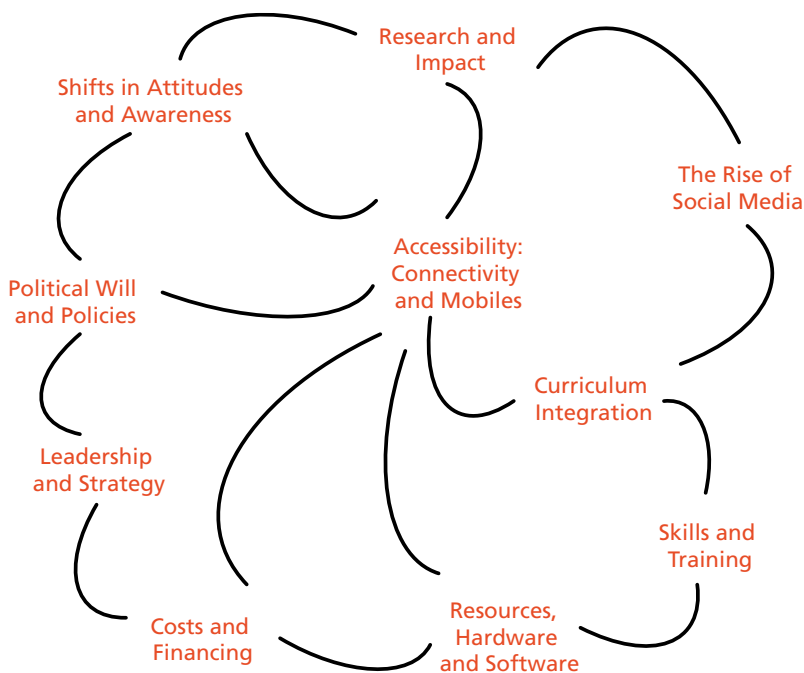 Research and
Impact
Shifts in Attitudes
and Awareness
The Rise of
Social Media
Accessibility:
Connectivity
and Mobiles
Political Will
and Policies
Curriculum
Integration
Leadership
and Strategy
Skills and
Training
Costs and
Financing
Resources,
Hardware
and Software